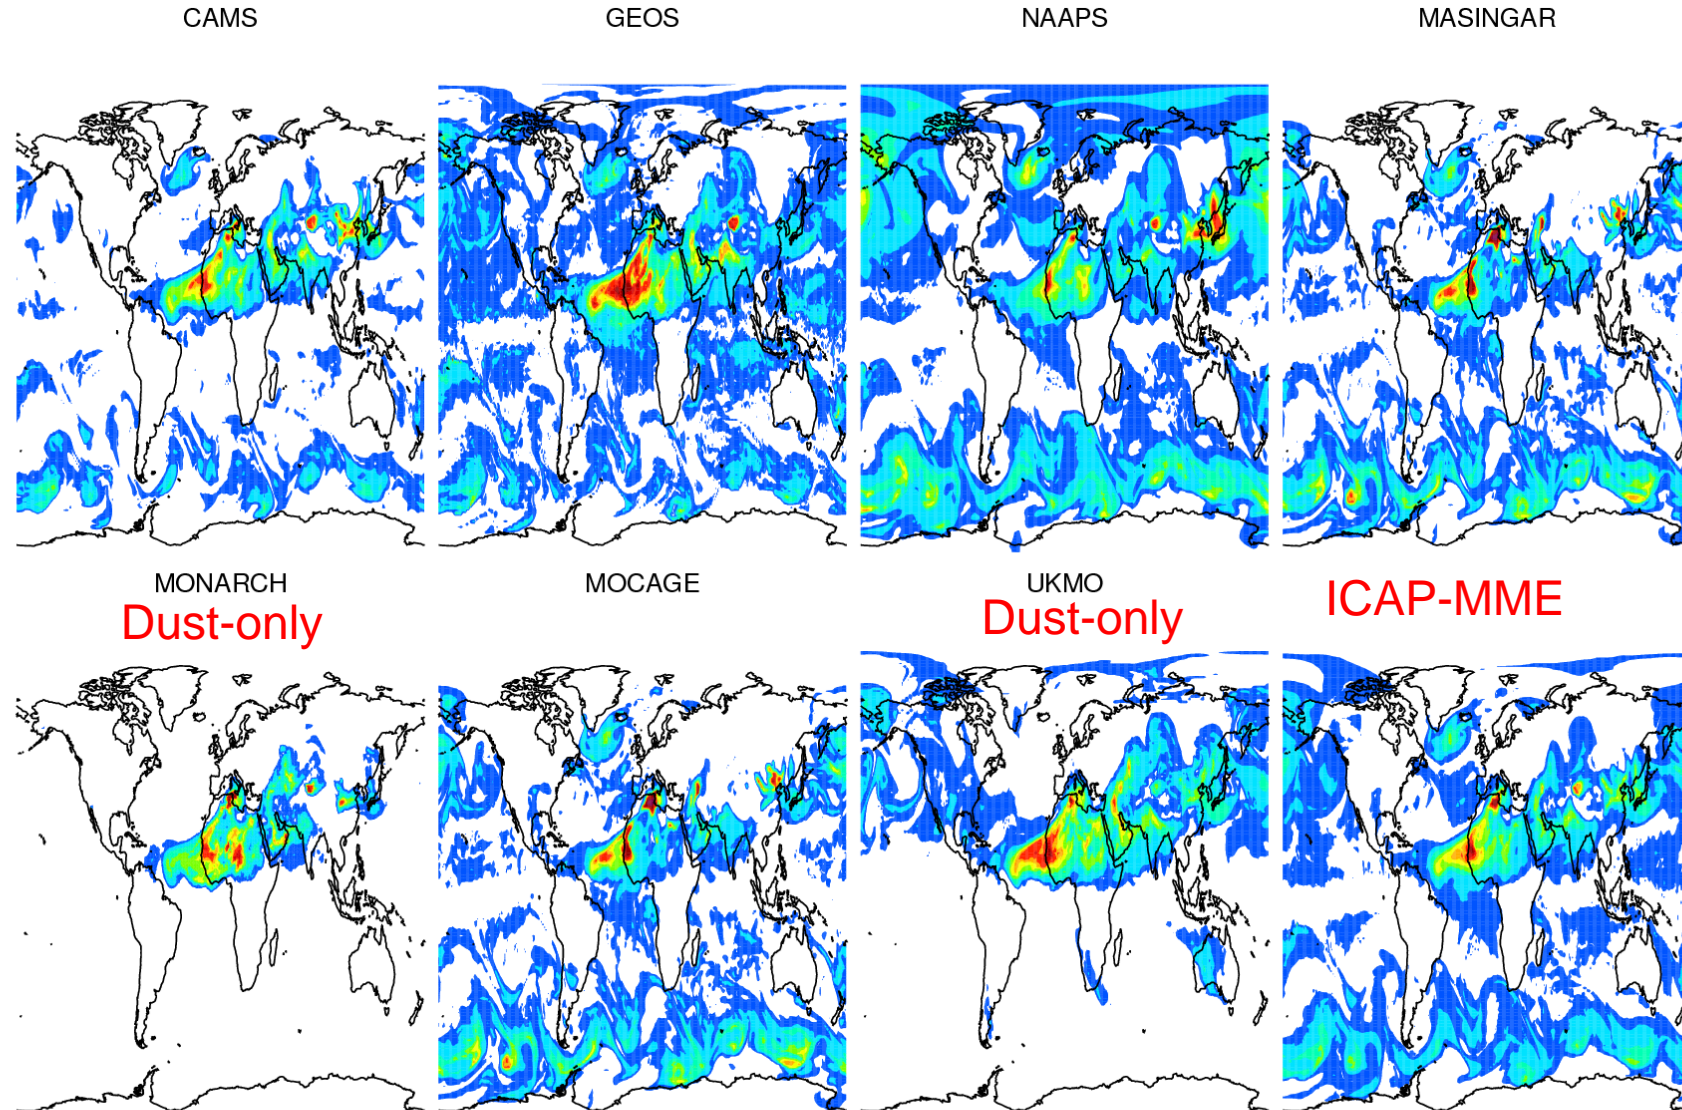 CAMS
GEOS
NAAPS
MASINGAR
MONARCH
Dust-only
MOCAGE
UKMO
Dust-only
ICAP-MME